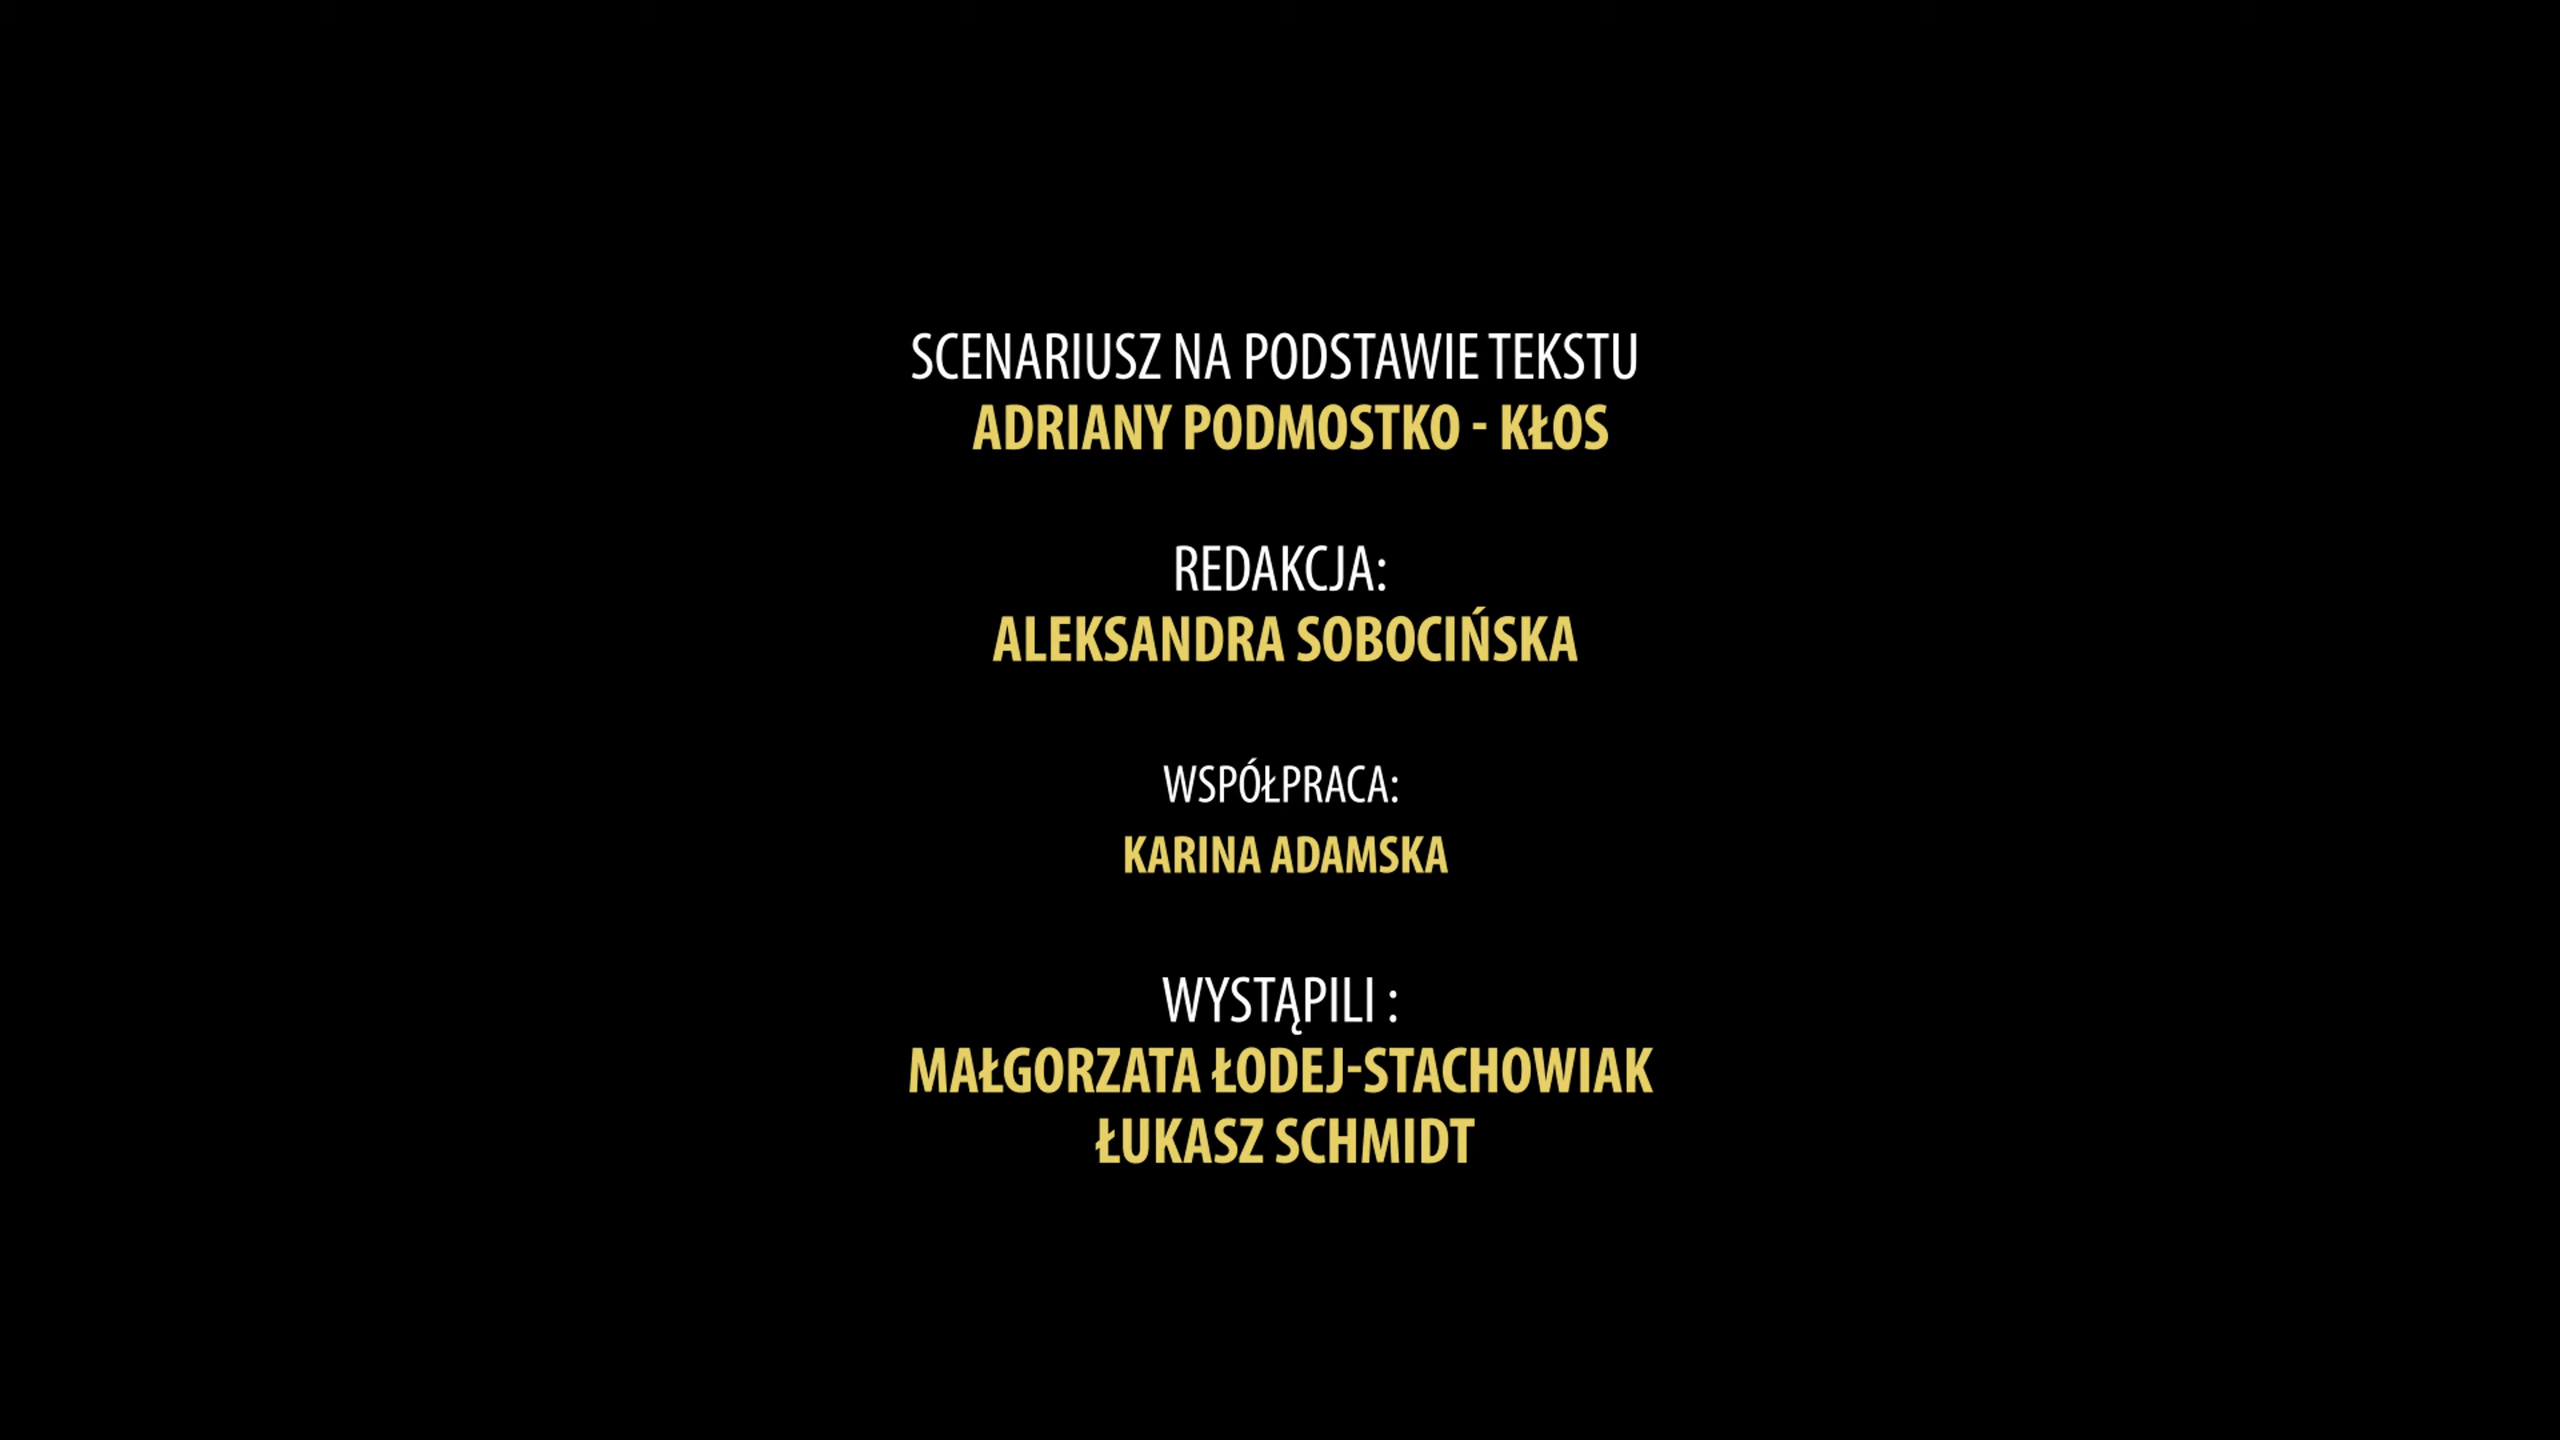 SCENARIUSZ NA PODSTAWIE TEKSTU
ADRIANY PODMOSTKO - KŁOS
REDAKCJA:
ALEKSANDRA SOBOCIŃSKA
WSPÓŁPRACA:
KARINA ADAMSKA
WYSTĄPILI :
MAŁGORZATA ŁODEJ-STACHOWIAK
ŁUKASZ SCHMIDT